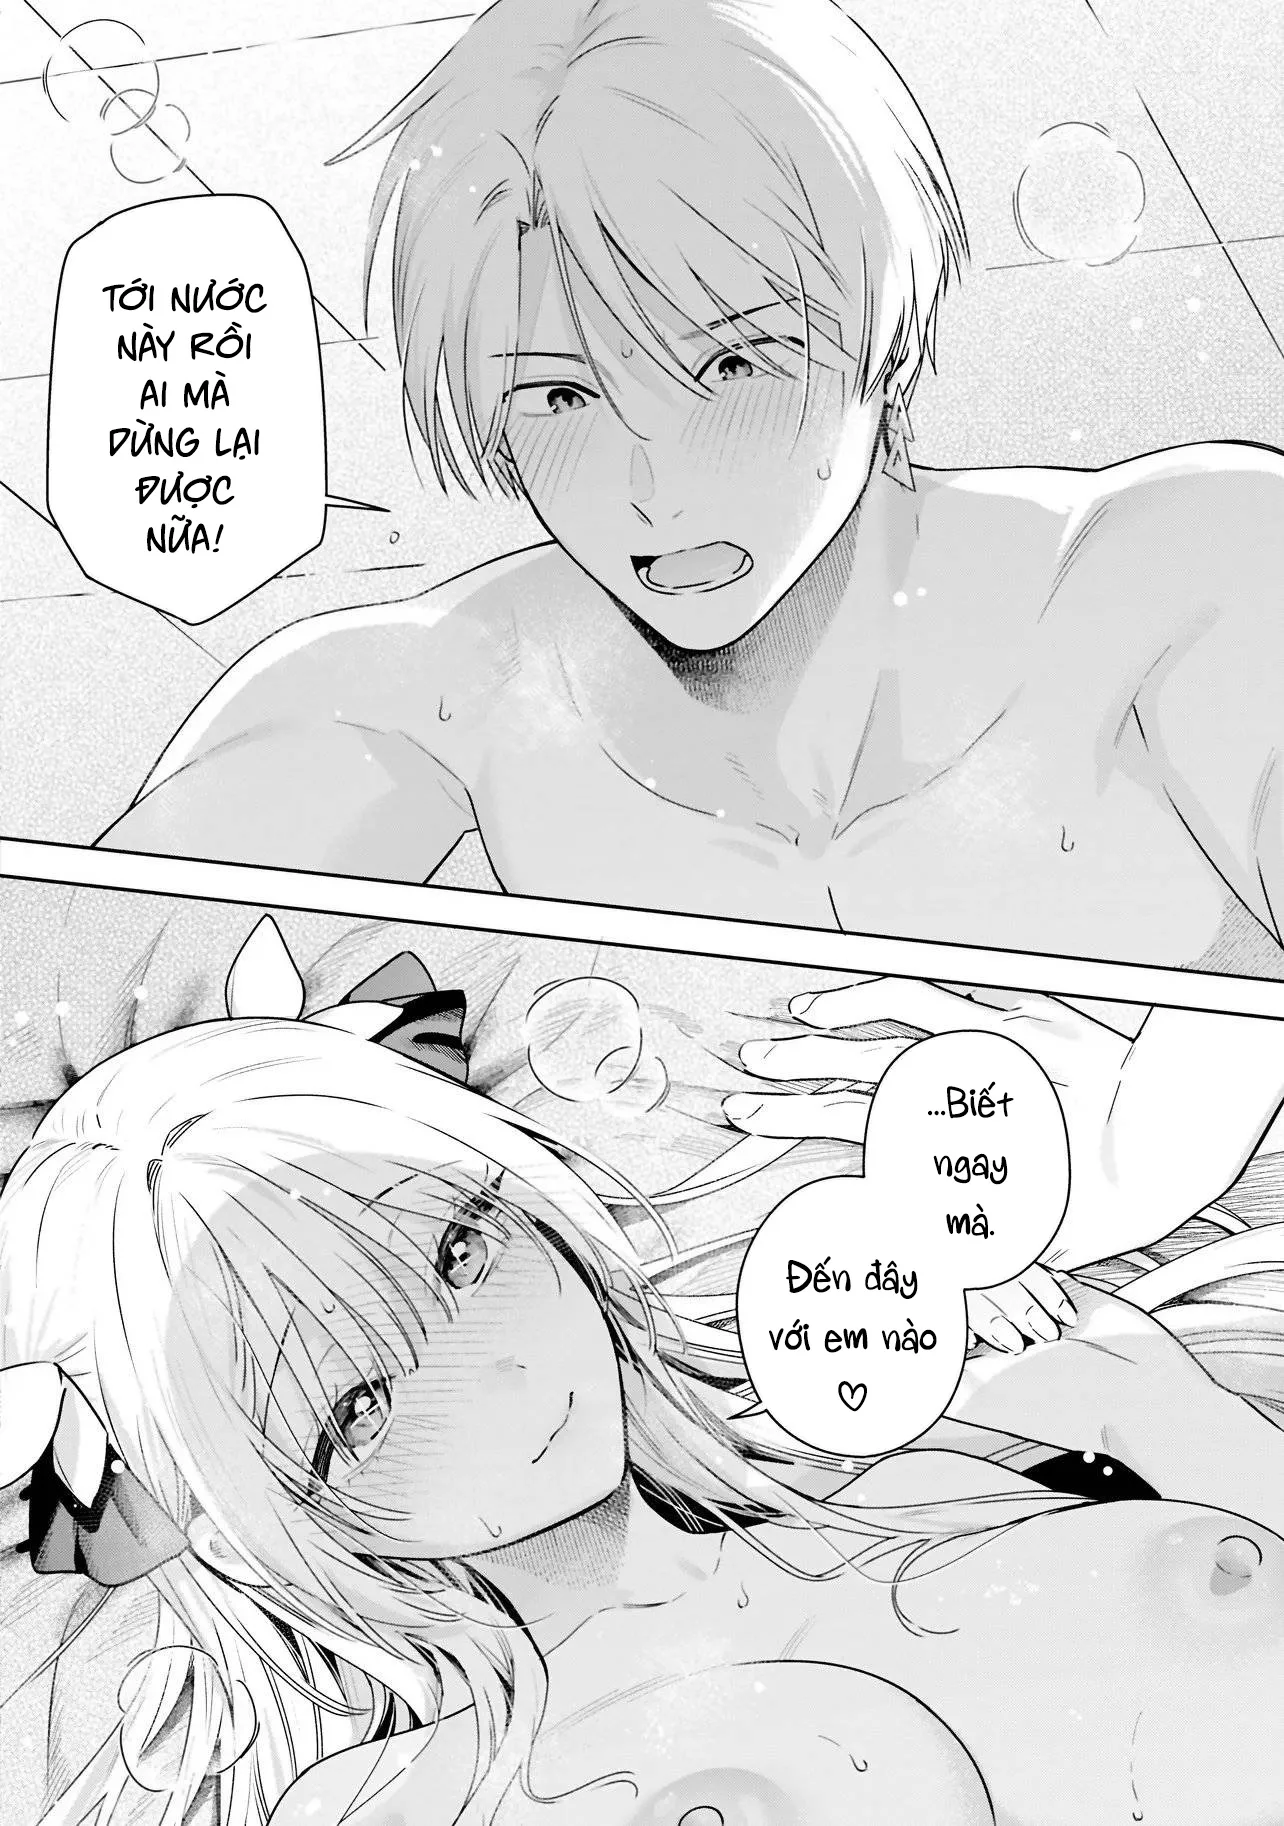 TỚI NƯỚC
NÀY RỒI
AI MÀ
DỪNG LẠI
ĐƯỢC
NỮA!
...Biết
ngay
mà.
Đến đây
với em nào
♡